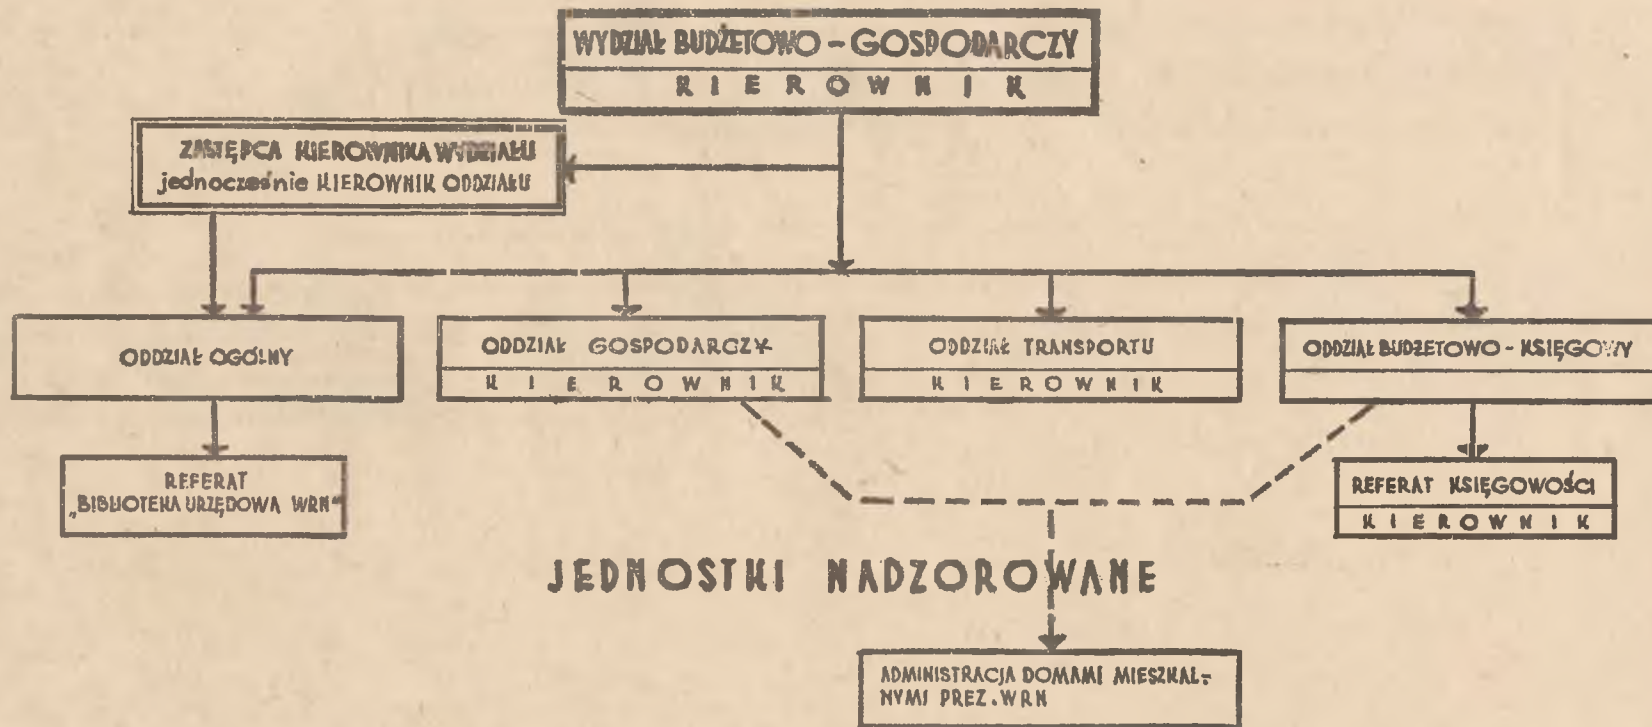 WYDZIAŁ BUDŻETOWO-GOSPODARCZY
KIEROWNIK
ZASTĘPCA KIEROWNIKA WYDZIAŁU
jednocześnie KIEROWNIK ODDZIAŁU
ODDZIAŁ OGÓLNY
ODDZIAŁ GOSPODARCZY
KIEROWNIK
ODDZIAŁ TRANSPORTU
KIEROWNIK
ODDZIAŁ BUDŻETOWO-KSIĘGOWY
REFERAT
„BIBLIOTEKA URZĘDOWA WRN"
REFERAT KSIĘGOWOŚCI
KIEROWNIK
JEDNOSTKI NADZOROWANE
ADMINISTRACJA DOMAMI MIESZKAL-
NYMI PREZ. WRN